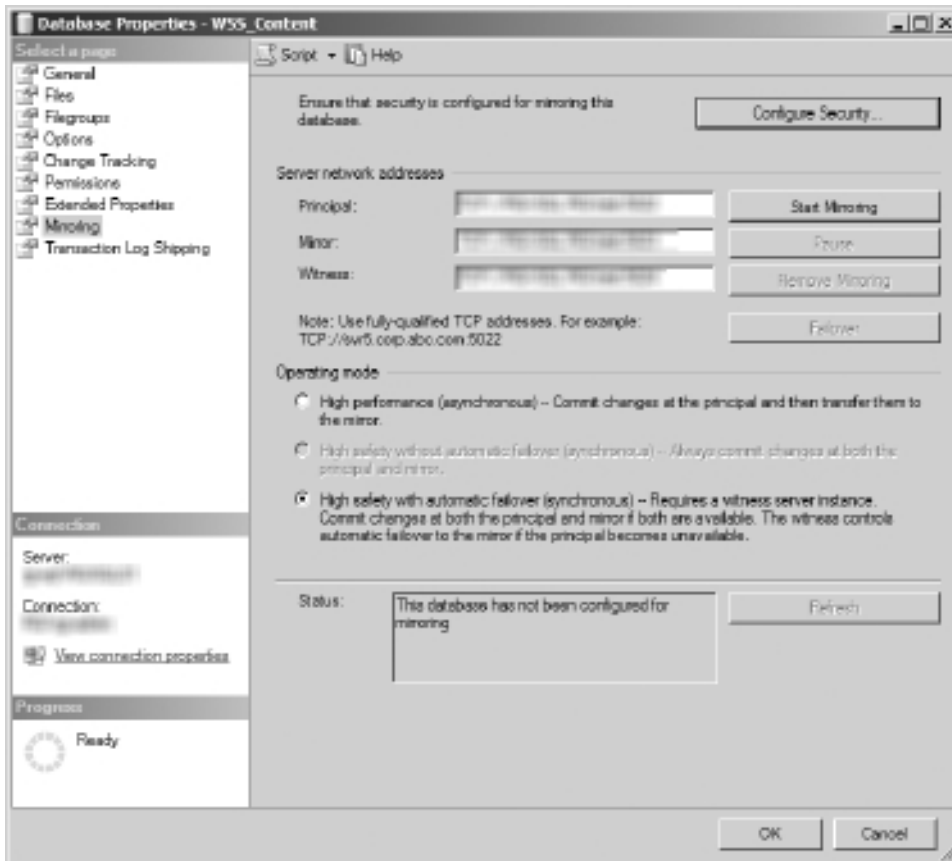 Database Properties - WSS_Content
Select a page
General
Files
Filegroups
Options
Change Tracking
Permissions
Extended Properties
Mirroring
Transaction Log Shipping
Connection
Server:
Connection:
View connection properties
Progress
Ready
Script
Help
Ensure that security is configured for mirroring this
database.
Configure Security...
Server network addresses
Principal:
Start Mirroring
Mirror:
Pause
Witness:
Remove Mirroring
Note: Use fully-qualified TCP addresses. For example:
TCP://svr5.corp.abc.com:5022
Failover
Operating mode
High performance (asynchronous) -- Commit changes at the principal and then transfer them to
the mirror.
High safety without automatic failover (synchronous) -- Always commit changes at both the
principal and mirror.
High safety with automatic failover (synchronous) -- Requires a witness server instance.
Commit changes at both the principal and mirror if both are available. The witness controls
automatic failover to the mirror if the principal becomes unavailable.
Status:
This database has not been configured for
mirroring
Refresh
OK
Cancel